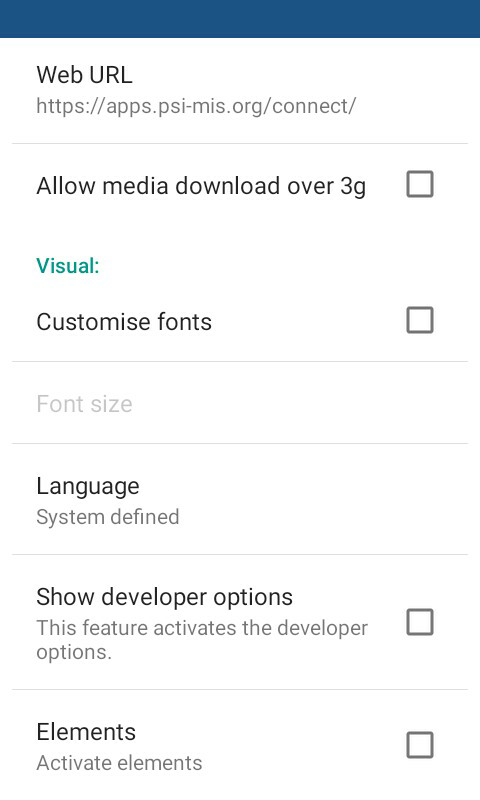 Web URL
https://apps.psi-mis.org/connect/
Allow media download over 3g
Visual:
Customise fonts
Font size
Language
System defined
Show developer options
This feature activates the developer
options.
Elements
Activate elements